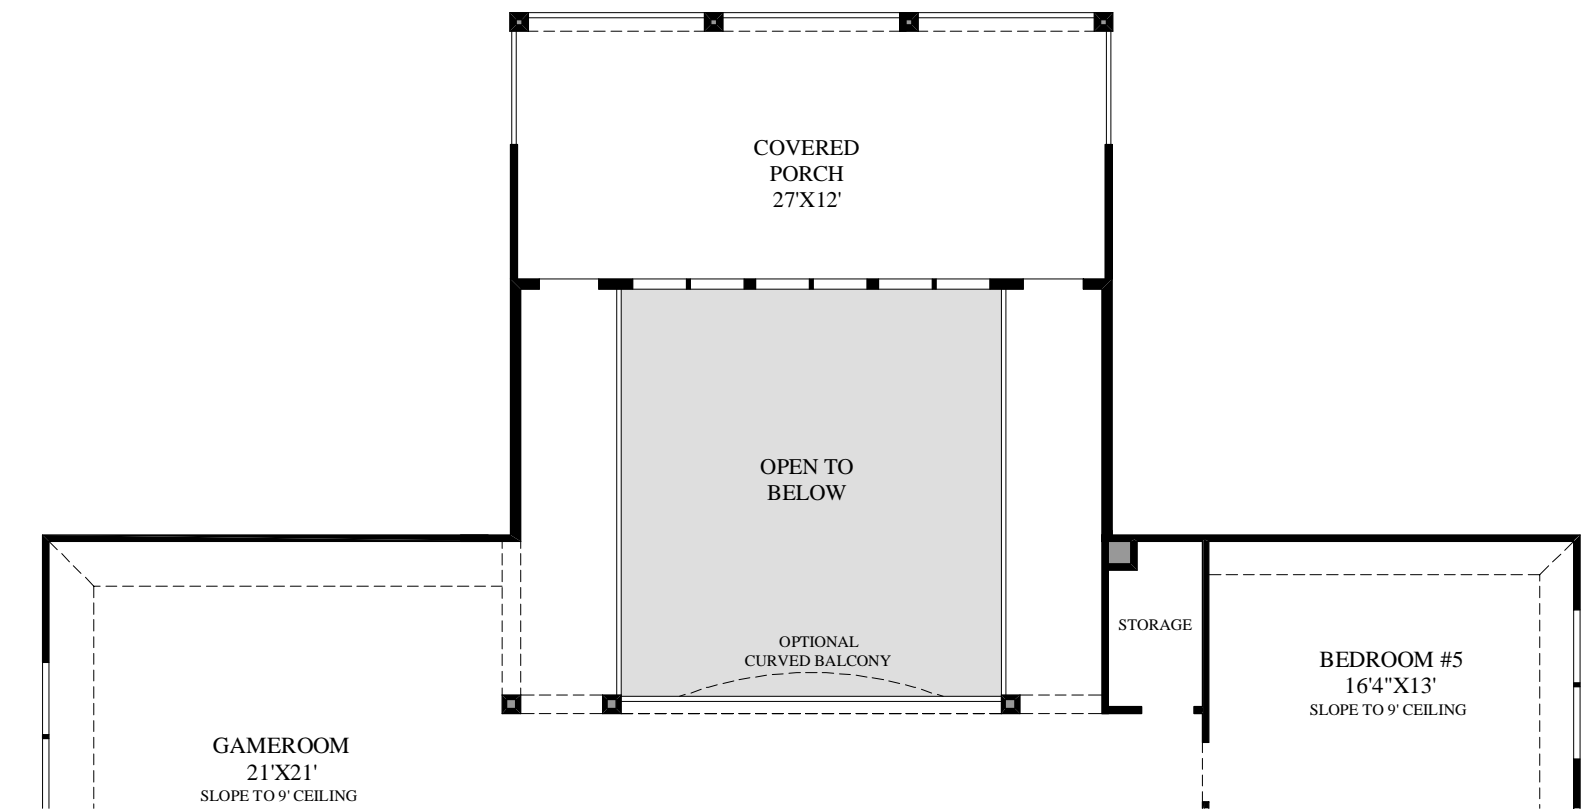 COVERED
PORCH
27'X12'
OPEN TO
BELOW
OPTIONAL
CURVED BALCONY
STORAGE
BEDROOM #5
16'4"X13'
SLOPE TO 9' CEILING
GAMEROOM
21'X21'
SLOPE TO 9' CEILING